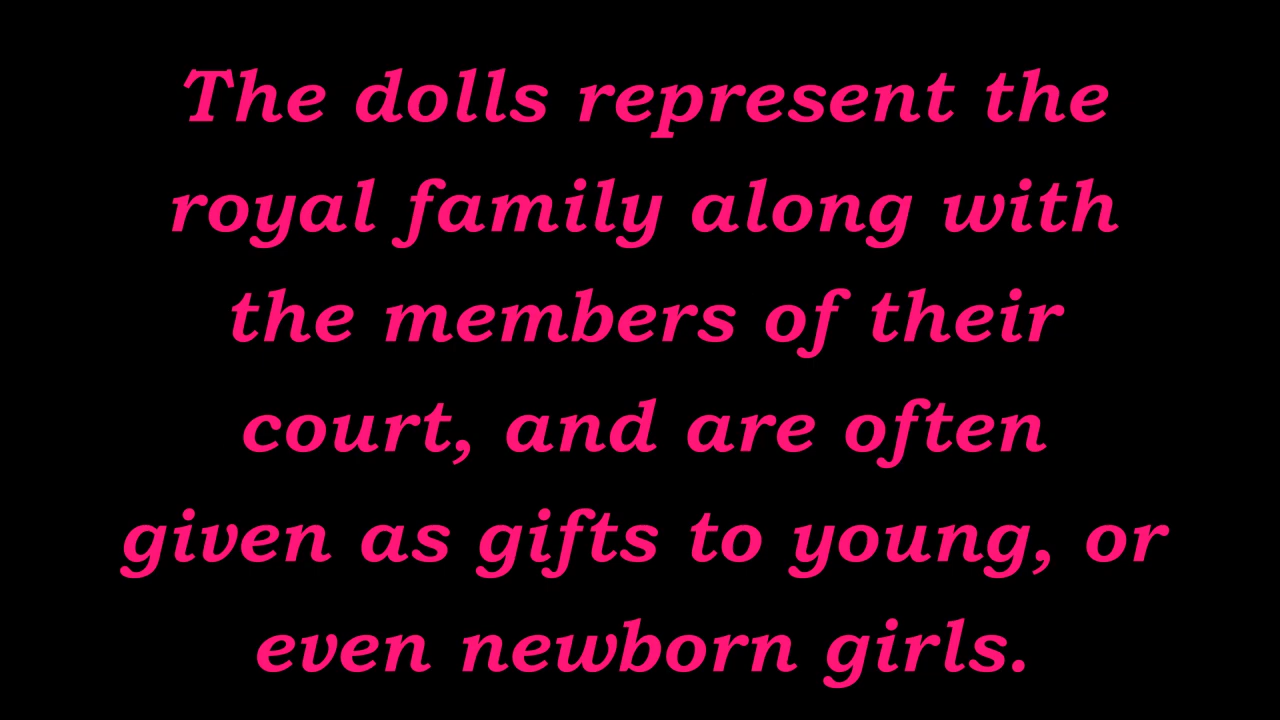 The dolls represent the
royal family along with
the members of their
court, and are often
given as gifts to young, or
even newborn girls.